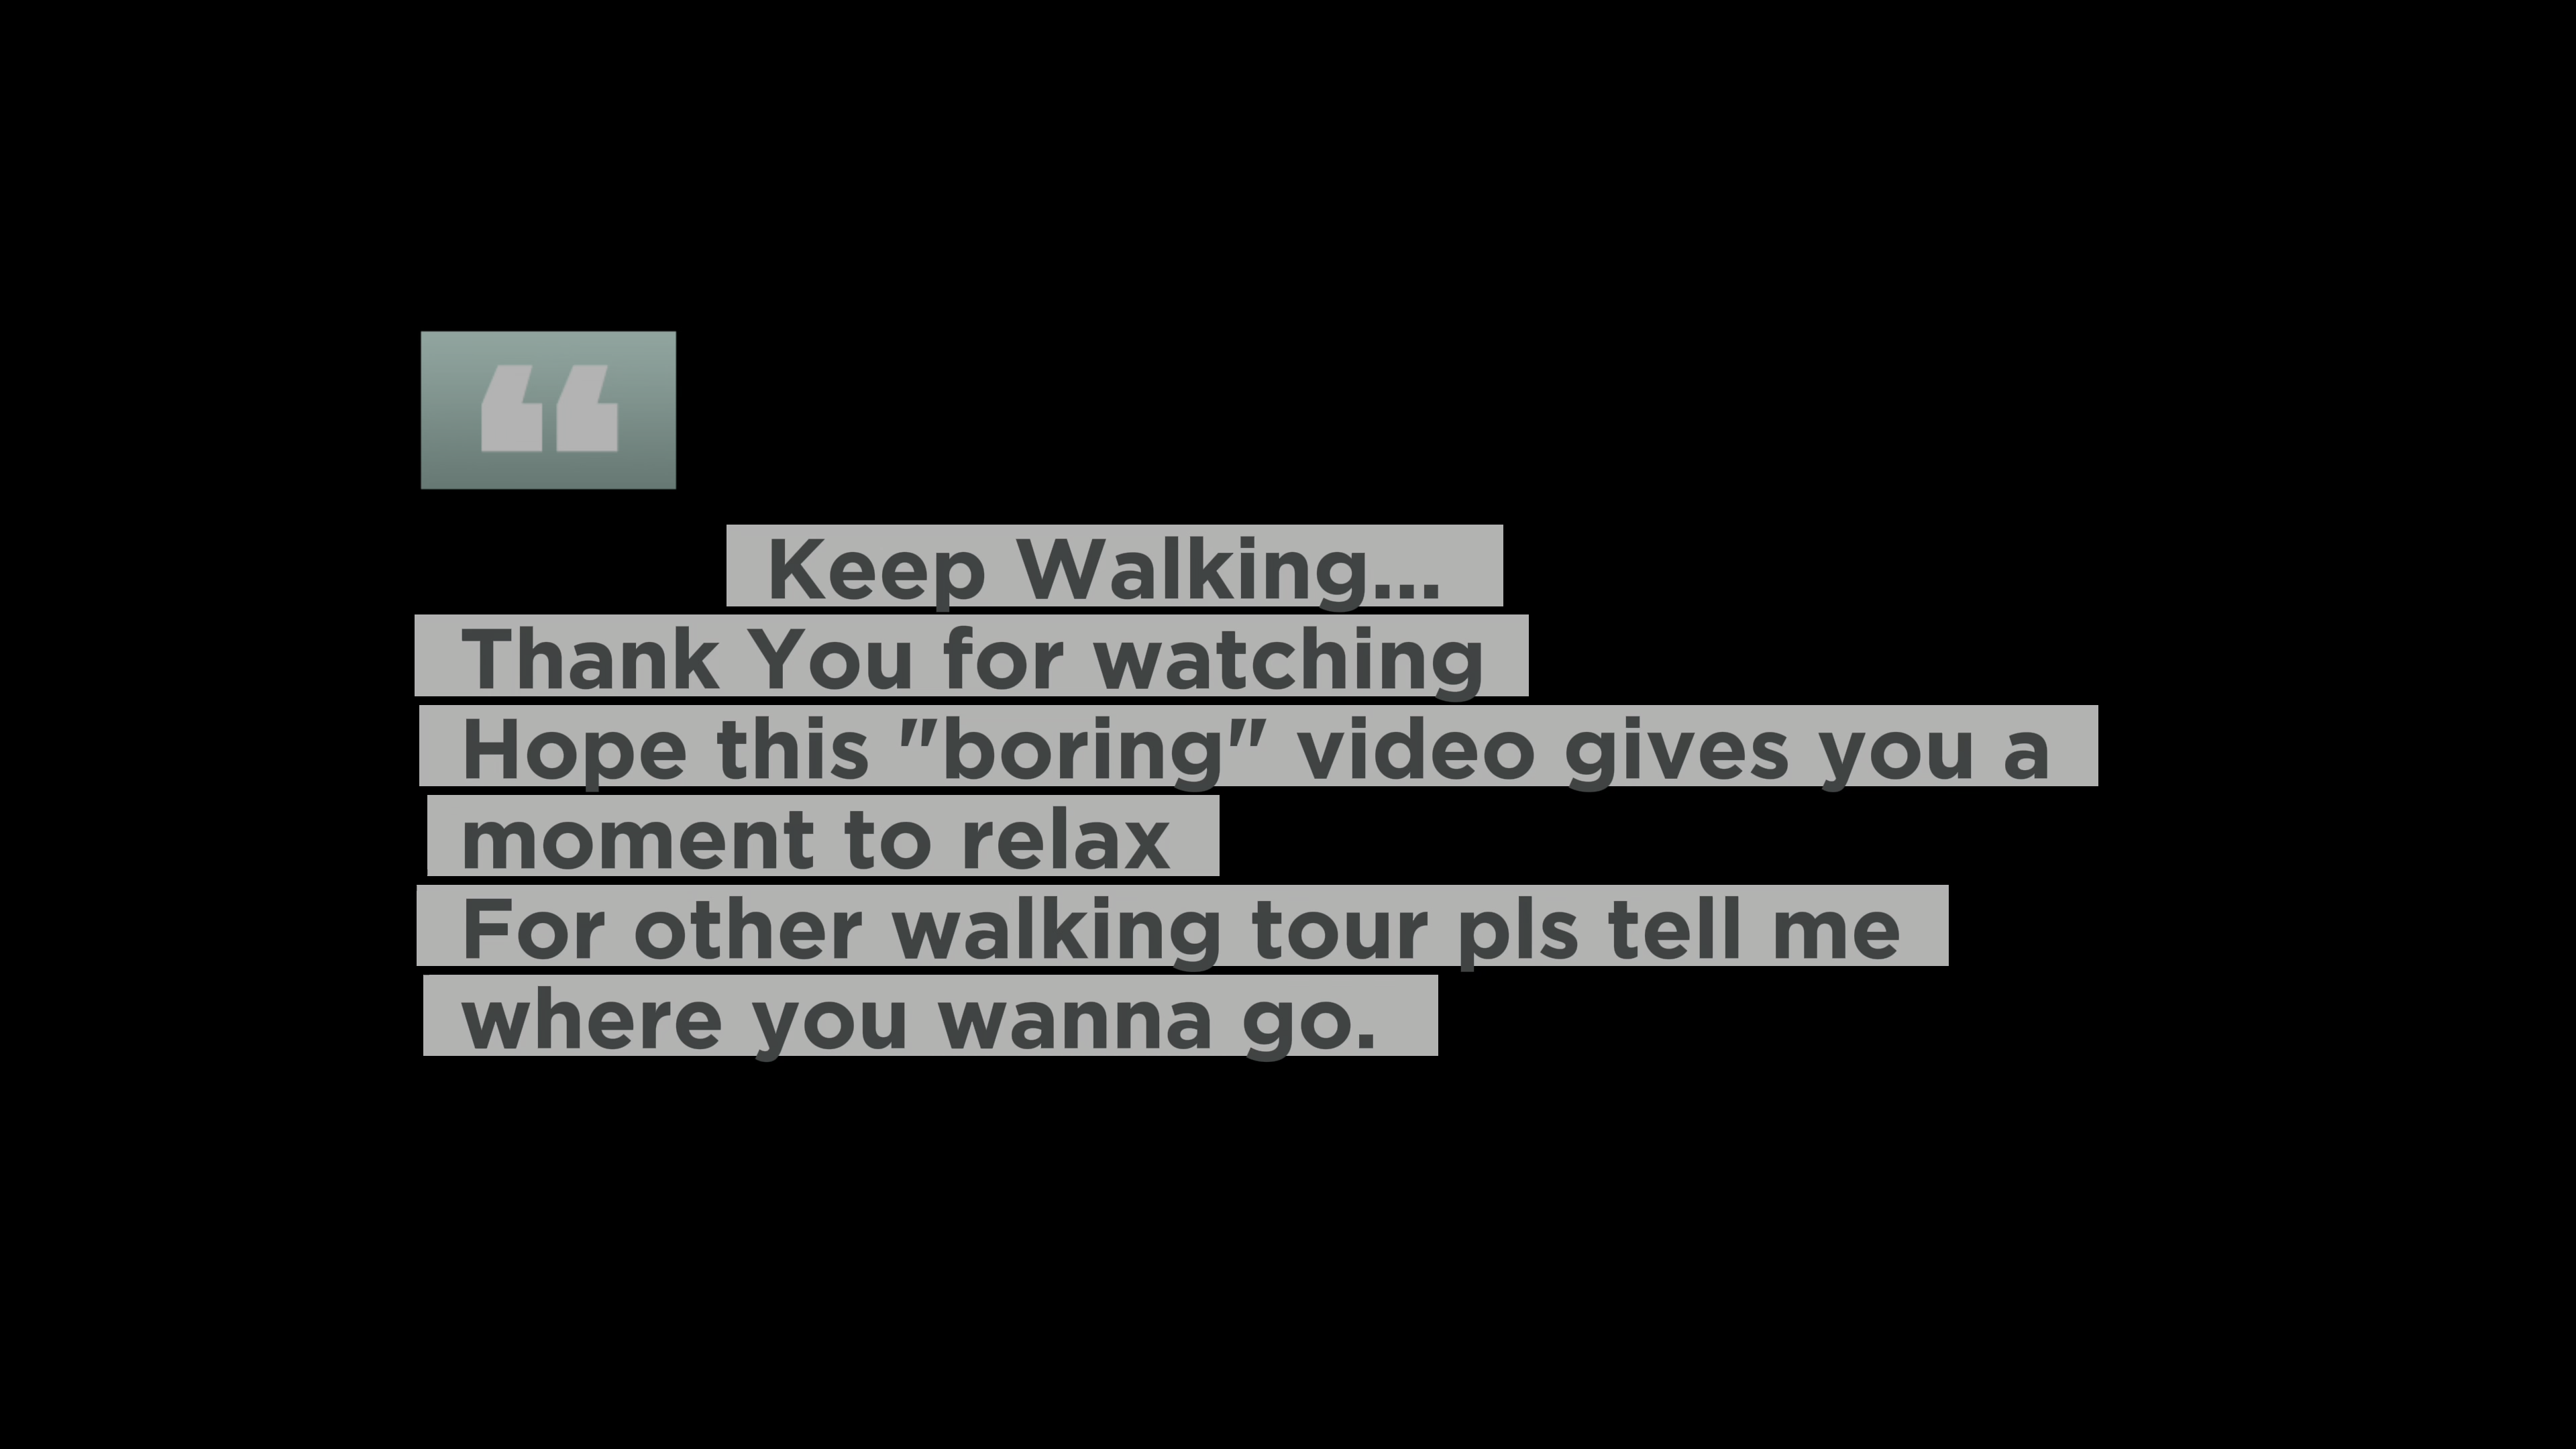 “
Keep Walking...
Thank You for watching
Hope this "boring" video gives you a
moment to relax
For other walking tour pls tell me
where you wanna go.